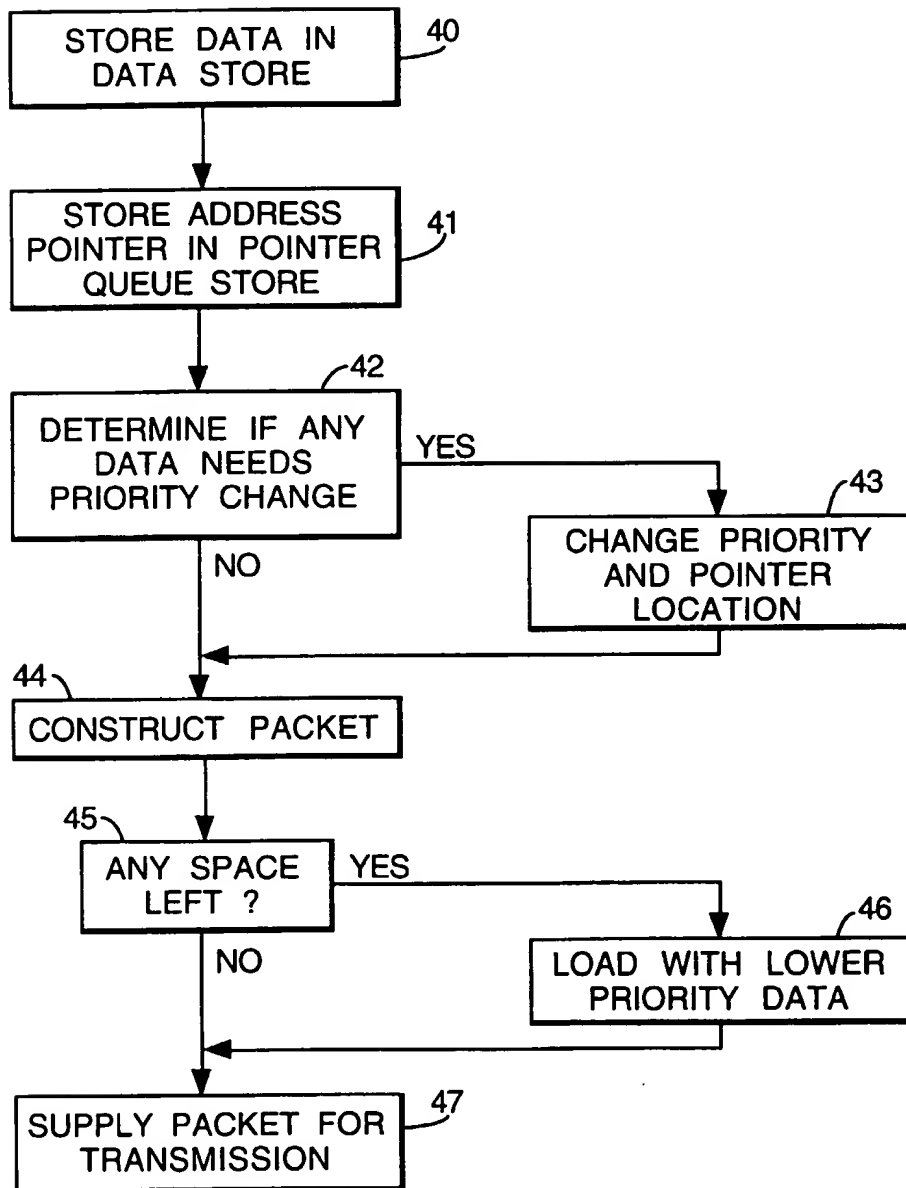 STORE DATA IN
DATA STORE
40
STORE ADDRESS
POINTER IN POINTER
QUEUE STORE
41
42
DETERMINE IF ANY
DATA NEEDS
PRIORITY CHANGE
YES
NO
43
CHANGE PRIORITY
AND POINTER
LOCATION
44
CONSTRUCT PACKET
45
ANY SPACE
LEFT ?
YES
NO
46
LOAD WITH LOWER
PRIORITY DATA
SUPPLY PACKET FOR
TRANSMISSION
47